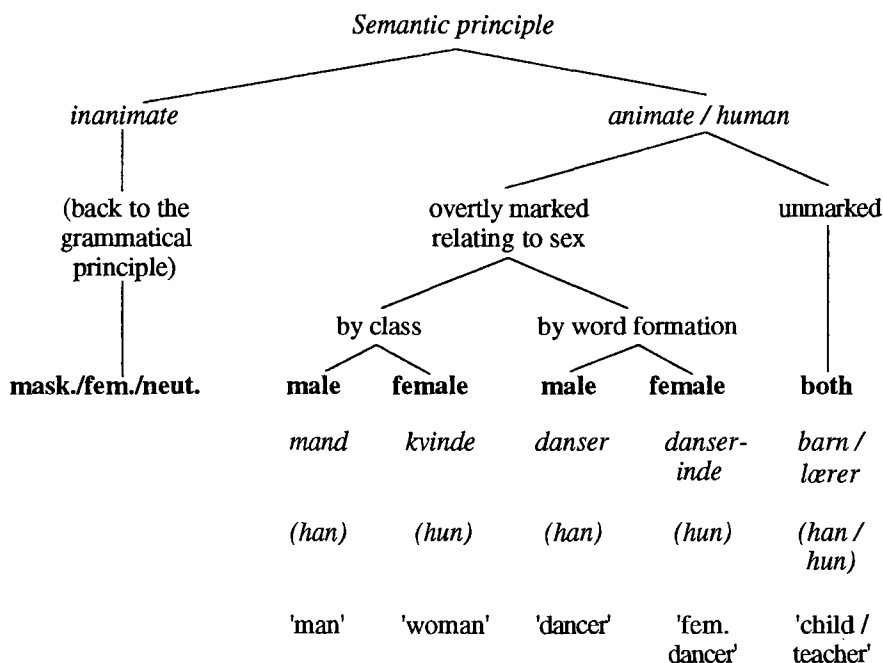 Semantic principle
inanimate animate / human
(back to the grammatical principle) overtly marked relating to sex unmarked
by class by word formation
mask./fem./neut. male female male female both
mand kvinde danser danser-inde barn / lærer
(han) (hun) (han) (hun) (han / hun)
'man' 'woman' 'dancer' 'fem. dancer' 'child / teacher'